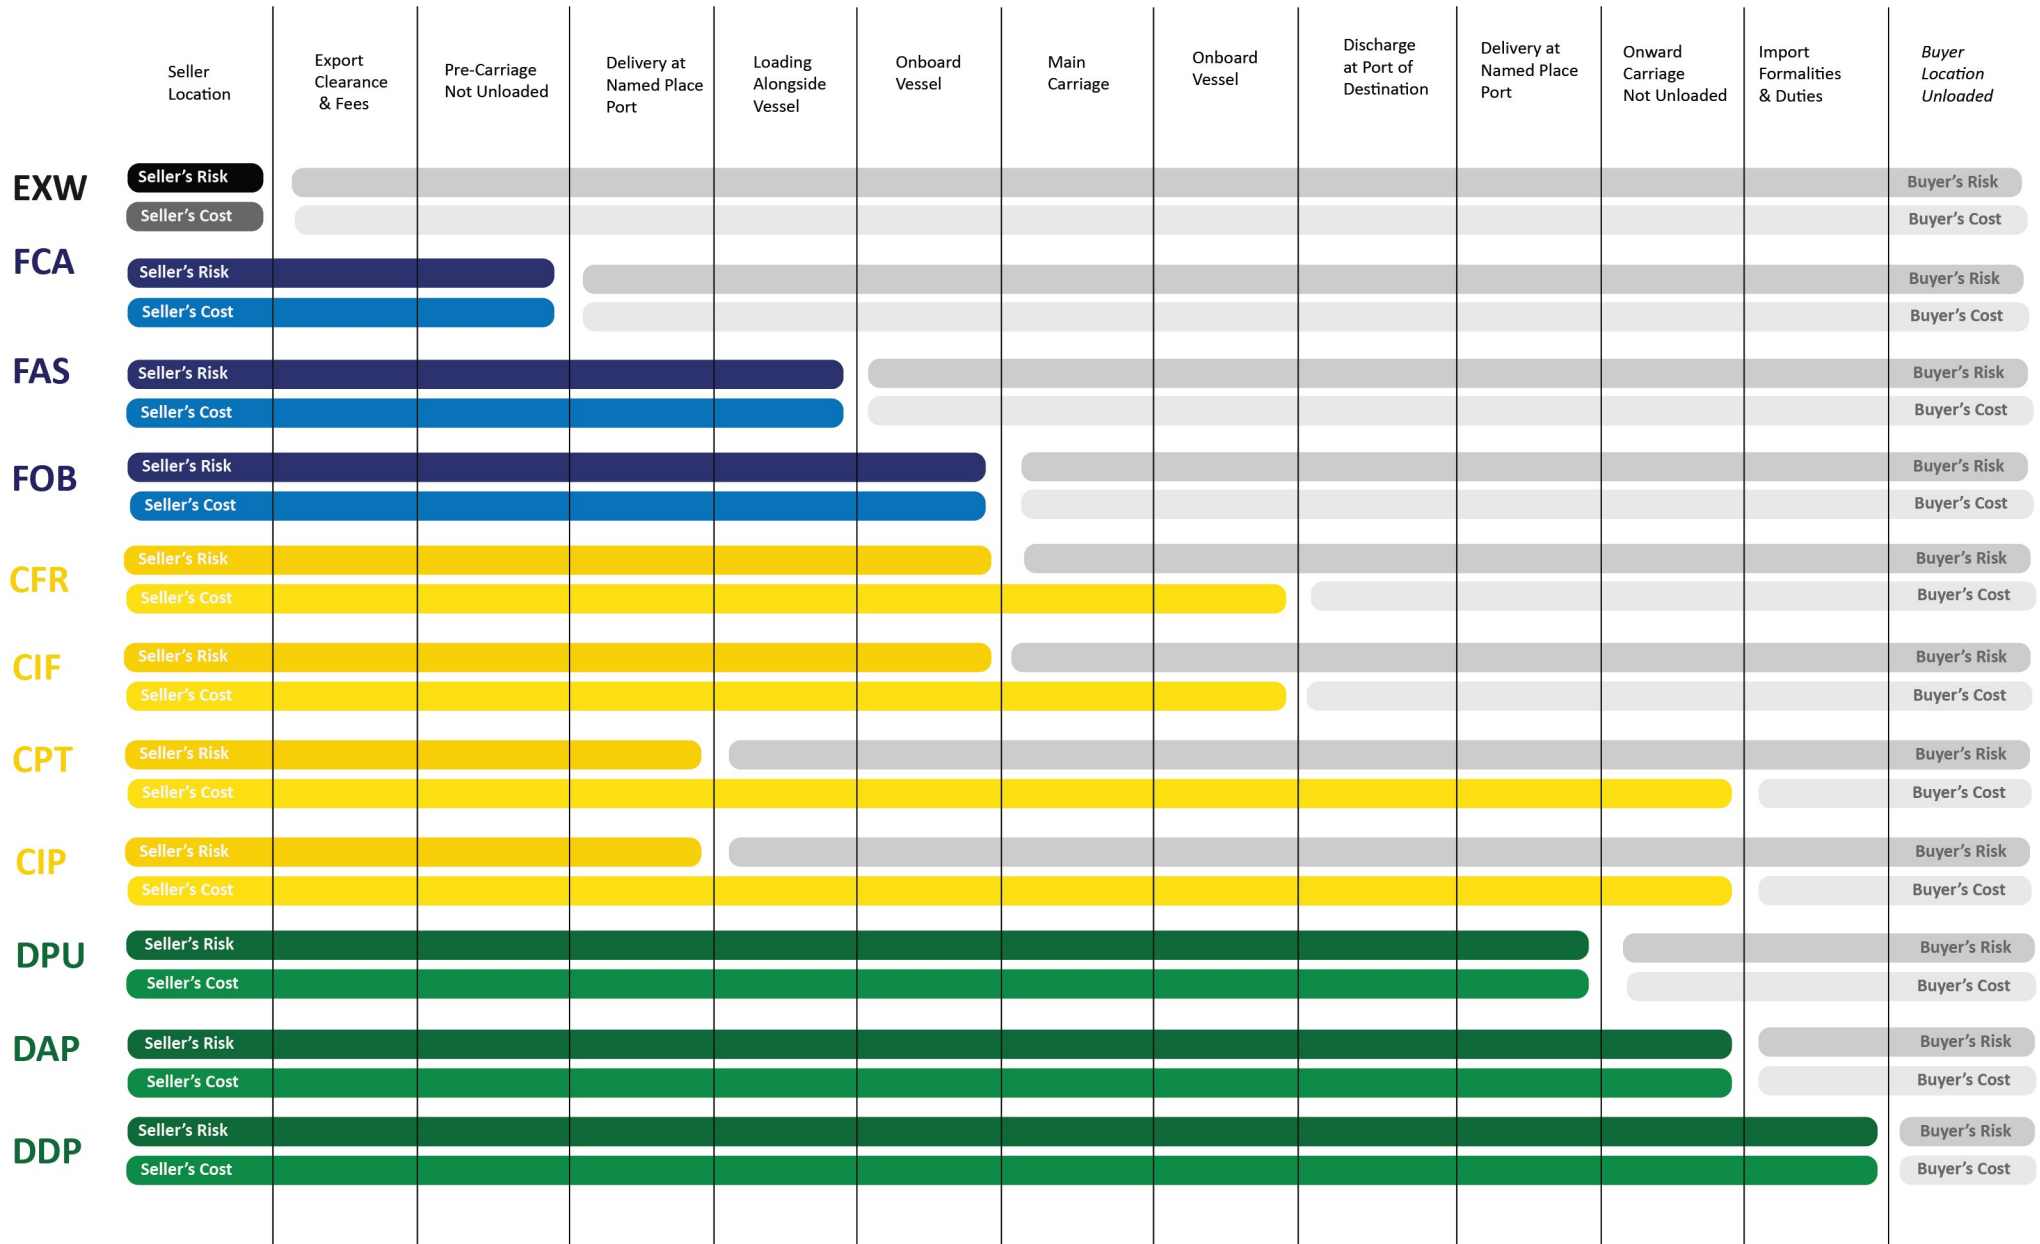 Seller
Location
Export
Clearance
& Fees
Pre-Carriage
Not Unloaded
Delivery at
Named Place
Port
Loading
Alongside
Vessel
Onboard
Vessel
Main
Carriage
Onboard
Vessel
Discharge
at Port of
Destination
Delivery at
Named Place
Port
Onward
Carriage
Not Unloaded
Import
Formalities
& Duties
Buyer
Location
Unloaded
EXW
Seller's Risk
Buyer's Risk
Seller's Cost
Buyer's Cost
FCA
Seller's Risk
Buyer's Risk
Seller's Cost
Buyer's Cost
FAS
Seller's Risk
Buyer's Risk
Seller's Cost
Buyer's Cost
FOB
Seller's Risk
Buyer's Risk
Seller's Cost
Buyer's Cost
CFR
Seller's Risk
Buyer's Risk
Seller's Cost
Buyer's Cost
CIF
Seller's Risk
Buyer's Risk
Seller's Cost
Buyer's Cost
CPT
Seller's Risk
Buyer's Risk
Seller's Cost
Buyer's Cost
CIP
Seller's Risk
Buyer's Risk
Seller's Cost
Buyer's Cost
DPU
Seller's Risk
Buyer's Risk
Seller's Cost
Buyer's Cost
DAP
Seller's Risk
Buyer's Risk
Seller's Cost
Buyer's Cost
DDP
Seller's Risk
Buyer's Risk
Seller's Cost
Buyer's Cost